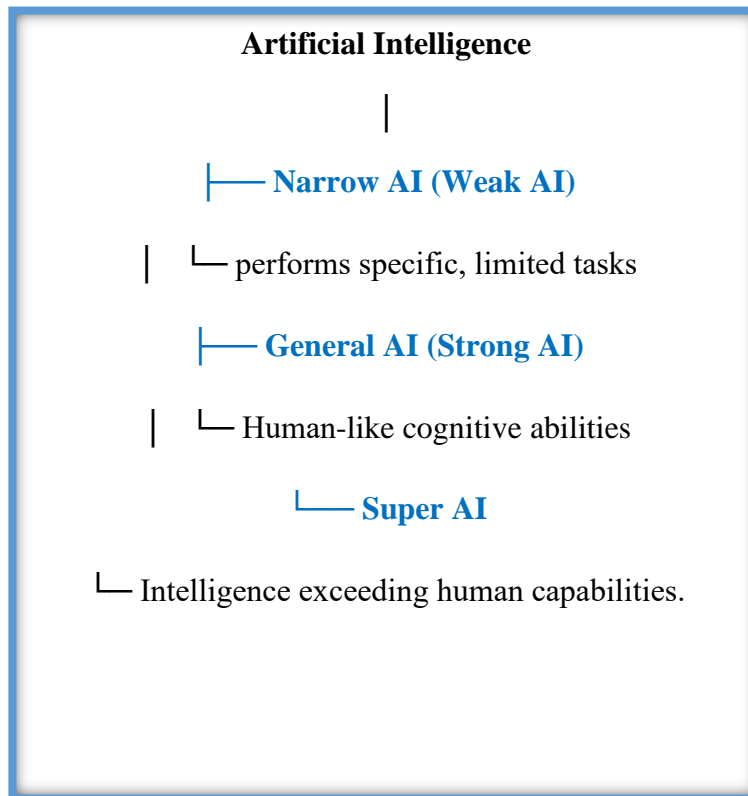 Artificial Intelligence
│
├── Narrow AI (Weak AI)
│ └─ performs specific, limited tasks
├── General AI (Strong AI)
│ └─ Human-like cognitive abilities
└── Super AI
└─ Intelligence exceeding human capabilities.